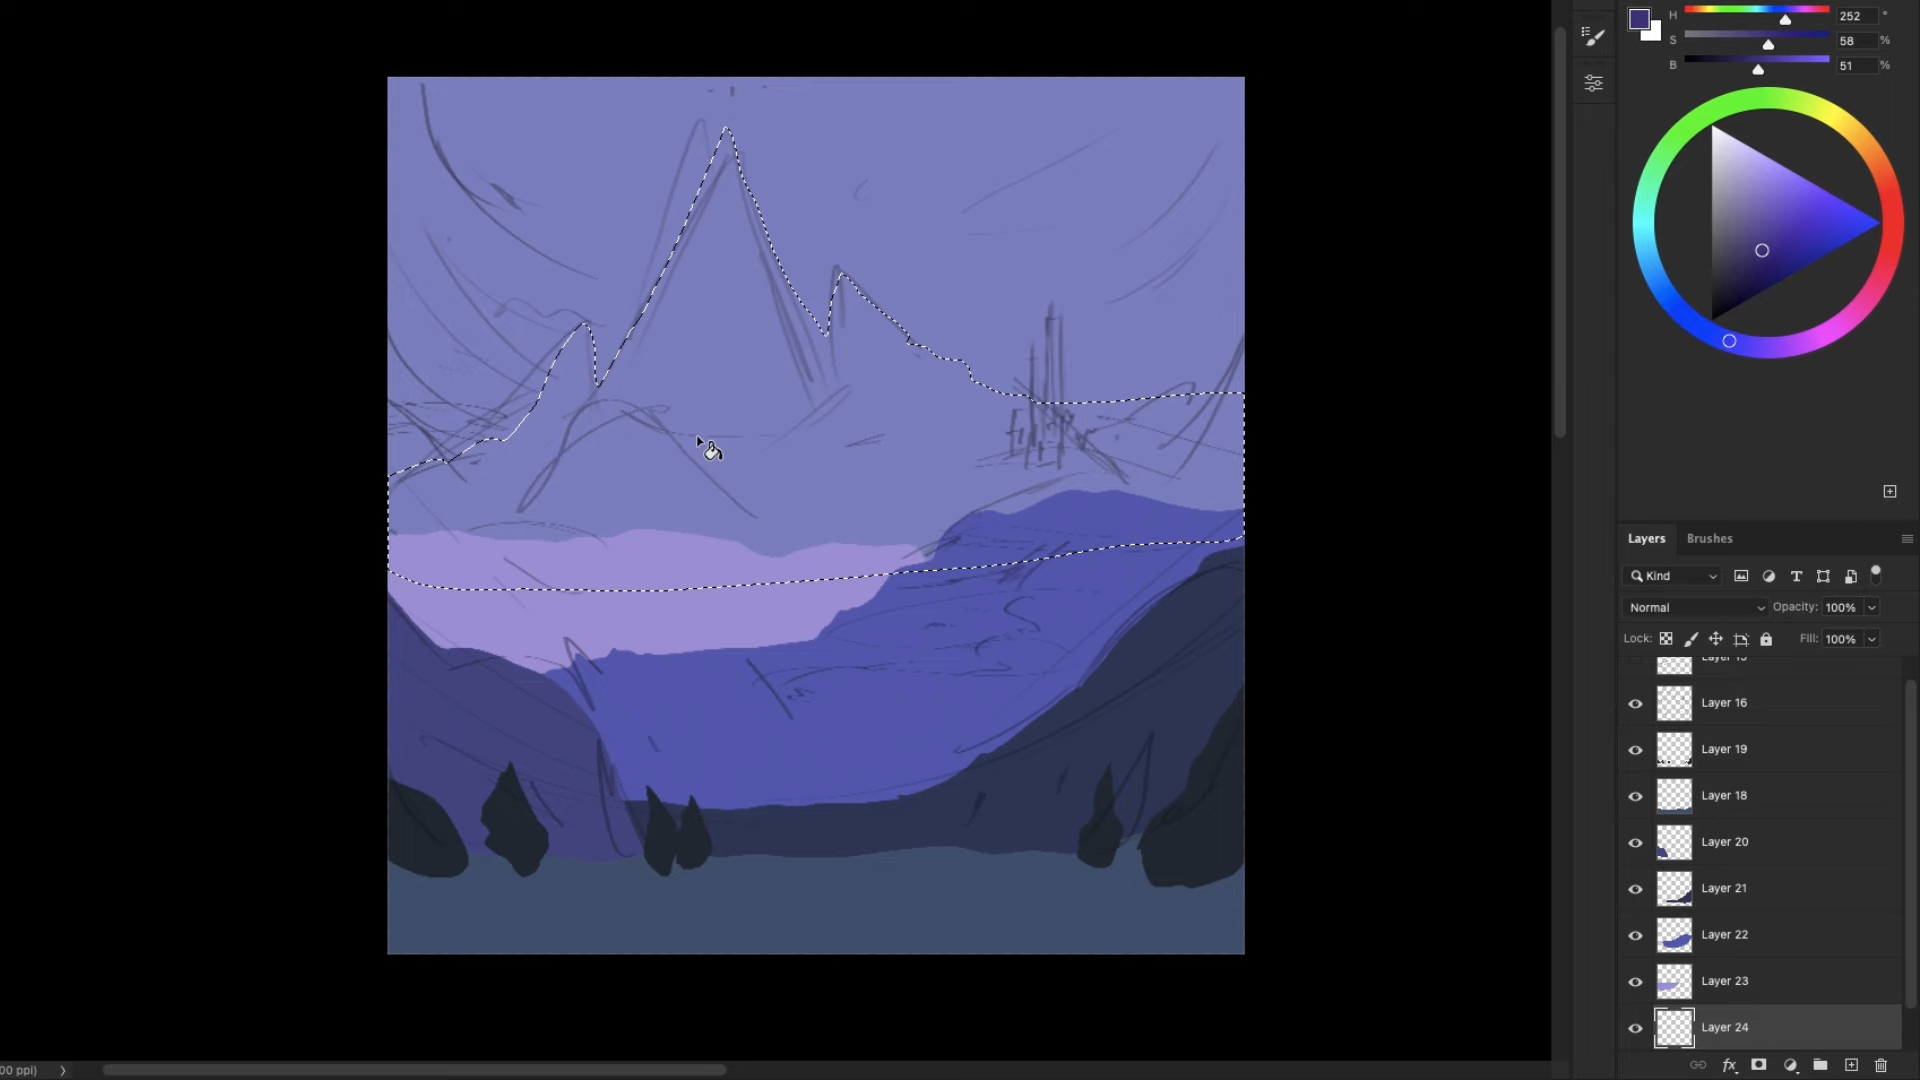 H 252 °
S 58 %
B 51 %
Layers Brushes
Kind
Normal Opacity: 100%
Lock: Fill: 100%
Layer 16
Layer 19
Layer 18
Layer 20
Layer 21
Layer 22
Layer 23
Layer 24
fx
00 ppi)